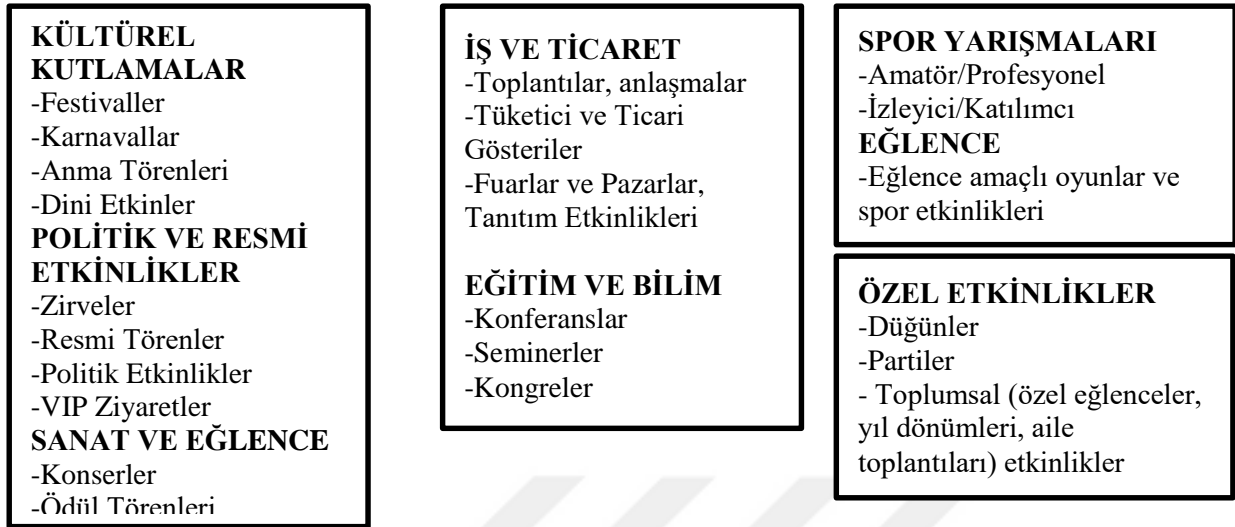 KÜLTÜREL
KUTLAMALAR
-Festivaller
-Karnavallar
-Anma Törenleri
-Dini Etkinler
POLİTİK VE RESMİ
ETKİNLİKLER
-Zirveler
-Resmi Törenler
-Politik Etkinlikler
-VIP Ziyaretler
SANAT VE EĞLENCE
-Konserler
-Ödül Törenleri
İŞ VE TİCARET
-Toplantılar, anlaşmalar
-Tüketici ve Ticari
Gösteriler
-Fuarlar ve Pazarlar,
Tanıtım Etkinlikleri
EĞİTİM VE BİLİM
-Konferanslar
-Seminerler
-Kongreler
SPOR YARIŞMALARI
-Amatör/Profesyonel
-İzleyici/Katılımcı
EĞLENCE
-Eğlence amaçlı oyunlar ve
spor etkinlikleri
ÖZEL ETKİNLİKLER
-Düğünler
-Partiler
- Toplumsal (özel eğlenceler,
yıl dönümleri, aile
toplantıları) etkinlikler